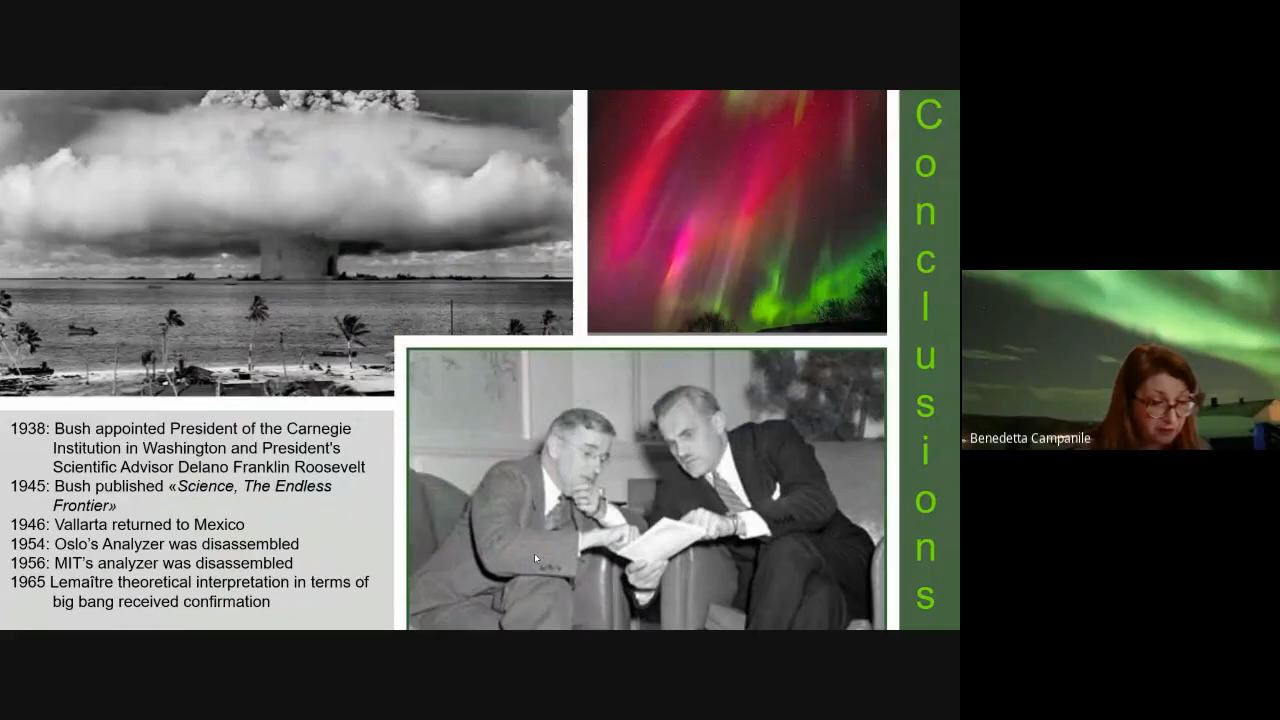 Conclusions
1938: Bush appointed President of the Carnegie
Institution in Washington and President's
Scientific Advisor Delano Franklin Roosevelt
1945: Bush published «Science, The Endless
Frontier»
1946: Vallarta returned to Mexico
1954: Oslo's Analyzer was disassembled
1956: MIT's analyzer was disassembled
1965 Lemaître theoretical interpretation in terms of
big bang received confirmation
Benedetta Campanile